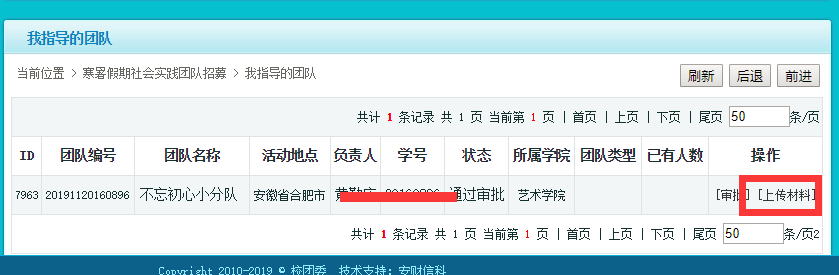 我指导的团队
当前位置 > 寒暑假期社会实践团队招募 > 我指导的团队 刷新 后退 前进
共计 1 条记录 共 1 页 当前第 1 页 | 首页 | 上页 | 下页 | 尾页 50 条/页
ID 团队编号 团队名称 活动地点 负责人 学号 状态 所属学院 团队类型 已有人数 操作
7963 20191120160896 不忘初心小分队 安徽省合肥市 通过审批 艺术学院 [审批] [上传材料]
共计 1 条记录 共 1 页 当前第 1 页 | 首页 | 上页 | 下页 | 尾页 50 条/页2
Copyright 2010-2019 © 校团委 技术支持：安财信科